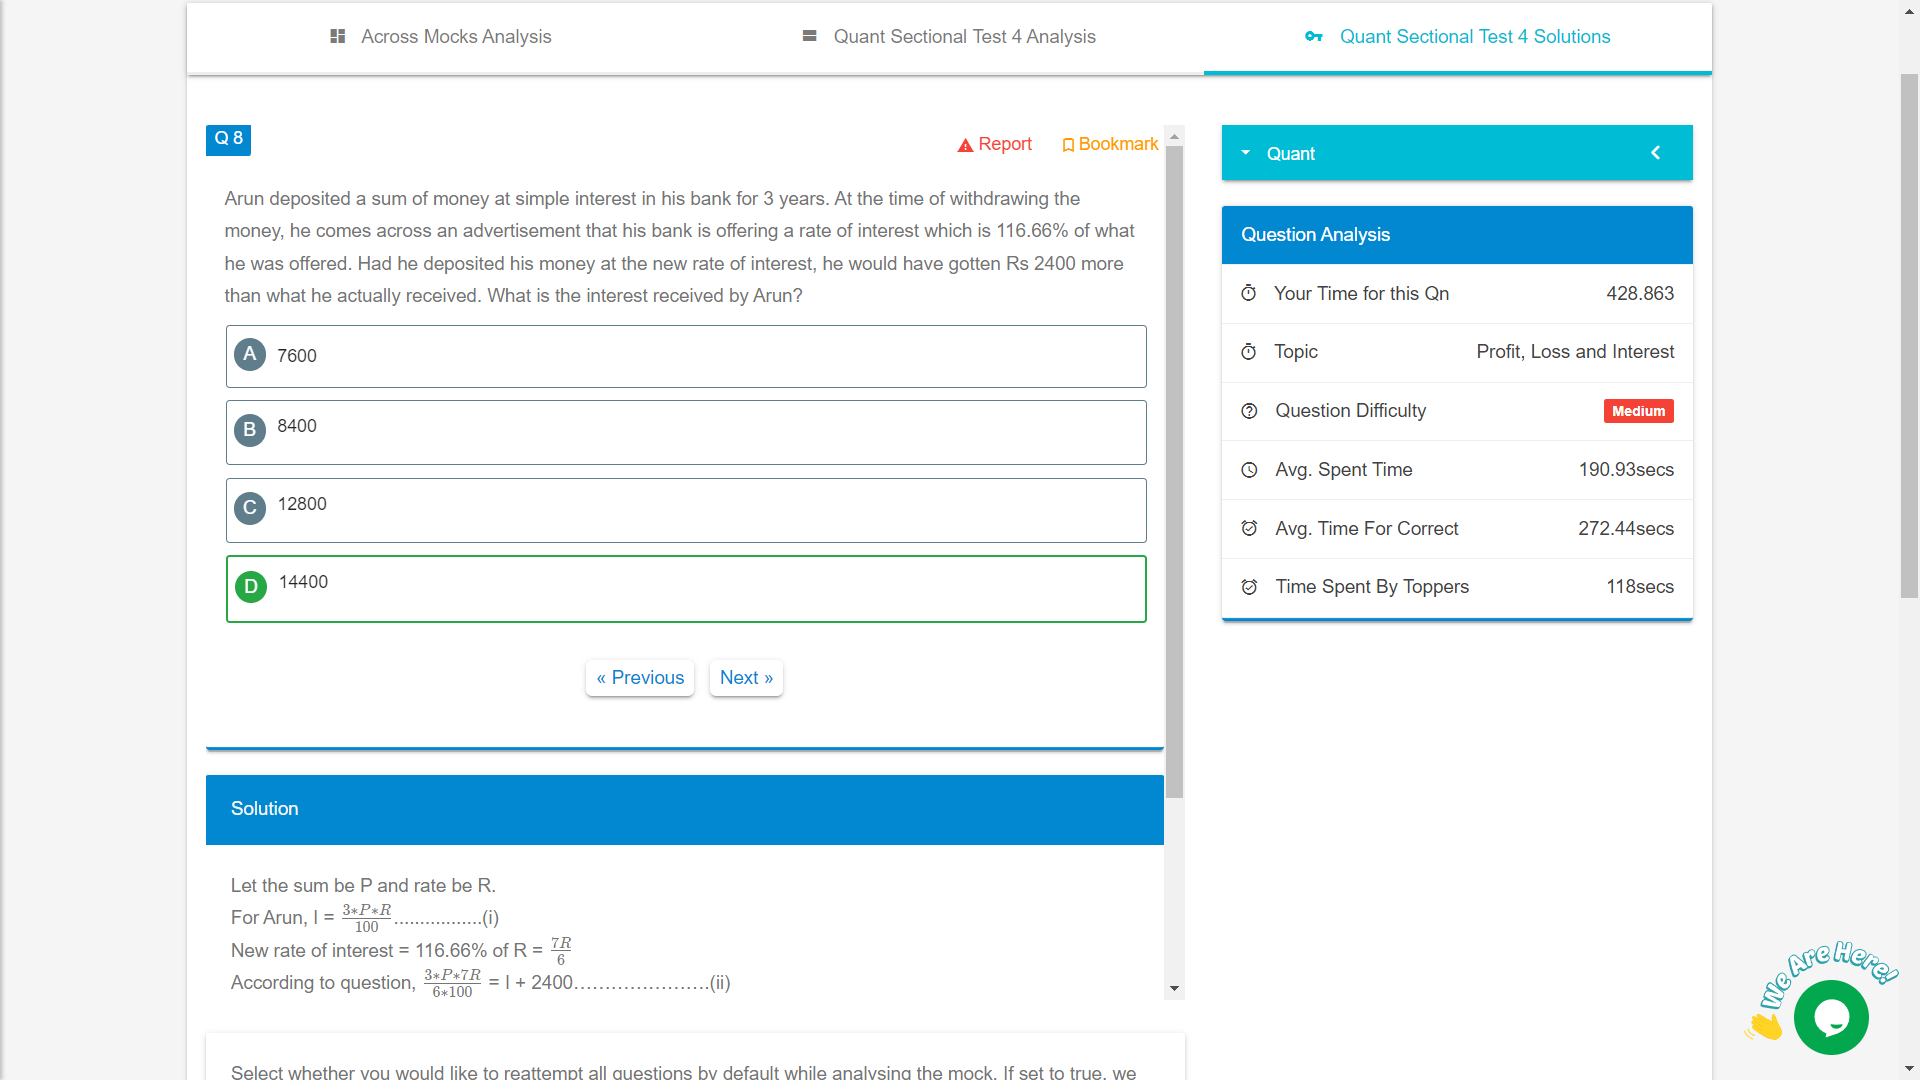 Across Mocks Analysis
Quant Sectional Test 4 Analysis
Quant Sectional Test 4 Solutions
Q 8
Report
Bookmark
Arun deposited a sum of money at simple interest in his bank for 3 years. At the time of withdrawing the
money, he comes across an advertisement that his bank is offering a rate of interest which is 116.66% of what
he was offered. Had he deposited his money at the new rate of interest, he would have gotten Rs 2400 more
than what he actually received. What is the interest received by Arun?
A 7600
B 8400
C 12800
D 14400
« Previous
Next »
Solution
Let the sum be P and rate be R.
For Arun, I = 3*P*R/100.................(i)
New rate of interest = 116.66% of R = 7R/6
According to question, 3*P*7R/6*100 = I + 2400......................(ii)
Select whether you would like to reattempt all questions by default while analysing the mock. If set to true, we
Quant
Question Analysis
Your Time for this Qn 428.863
Topic Profit, Loss and Interest
Question Difficulty Medium
Avg. Spent Time 190.93secs
Avg. Time For Correct 272.44secs
Time Spent By Toppers 118secs
We Are Here!